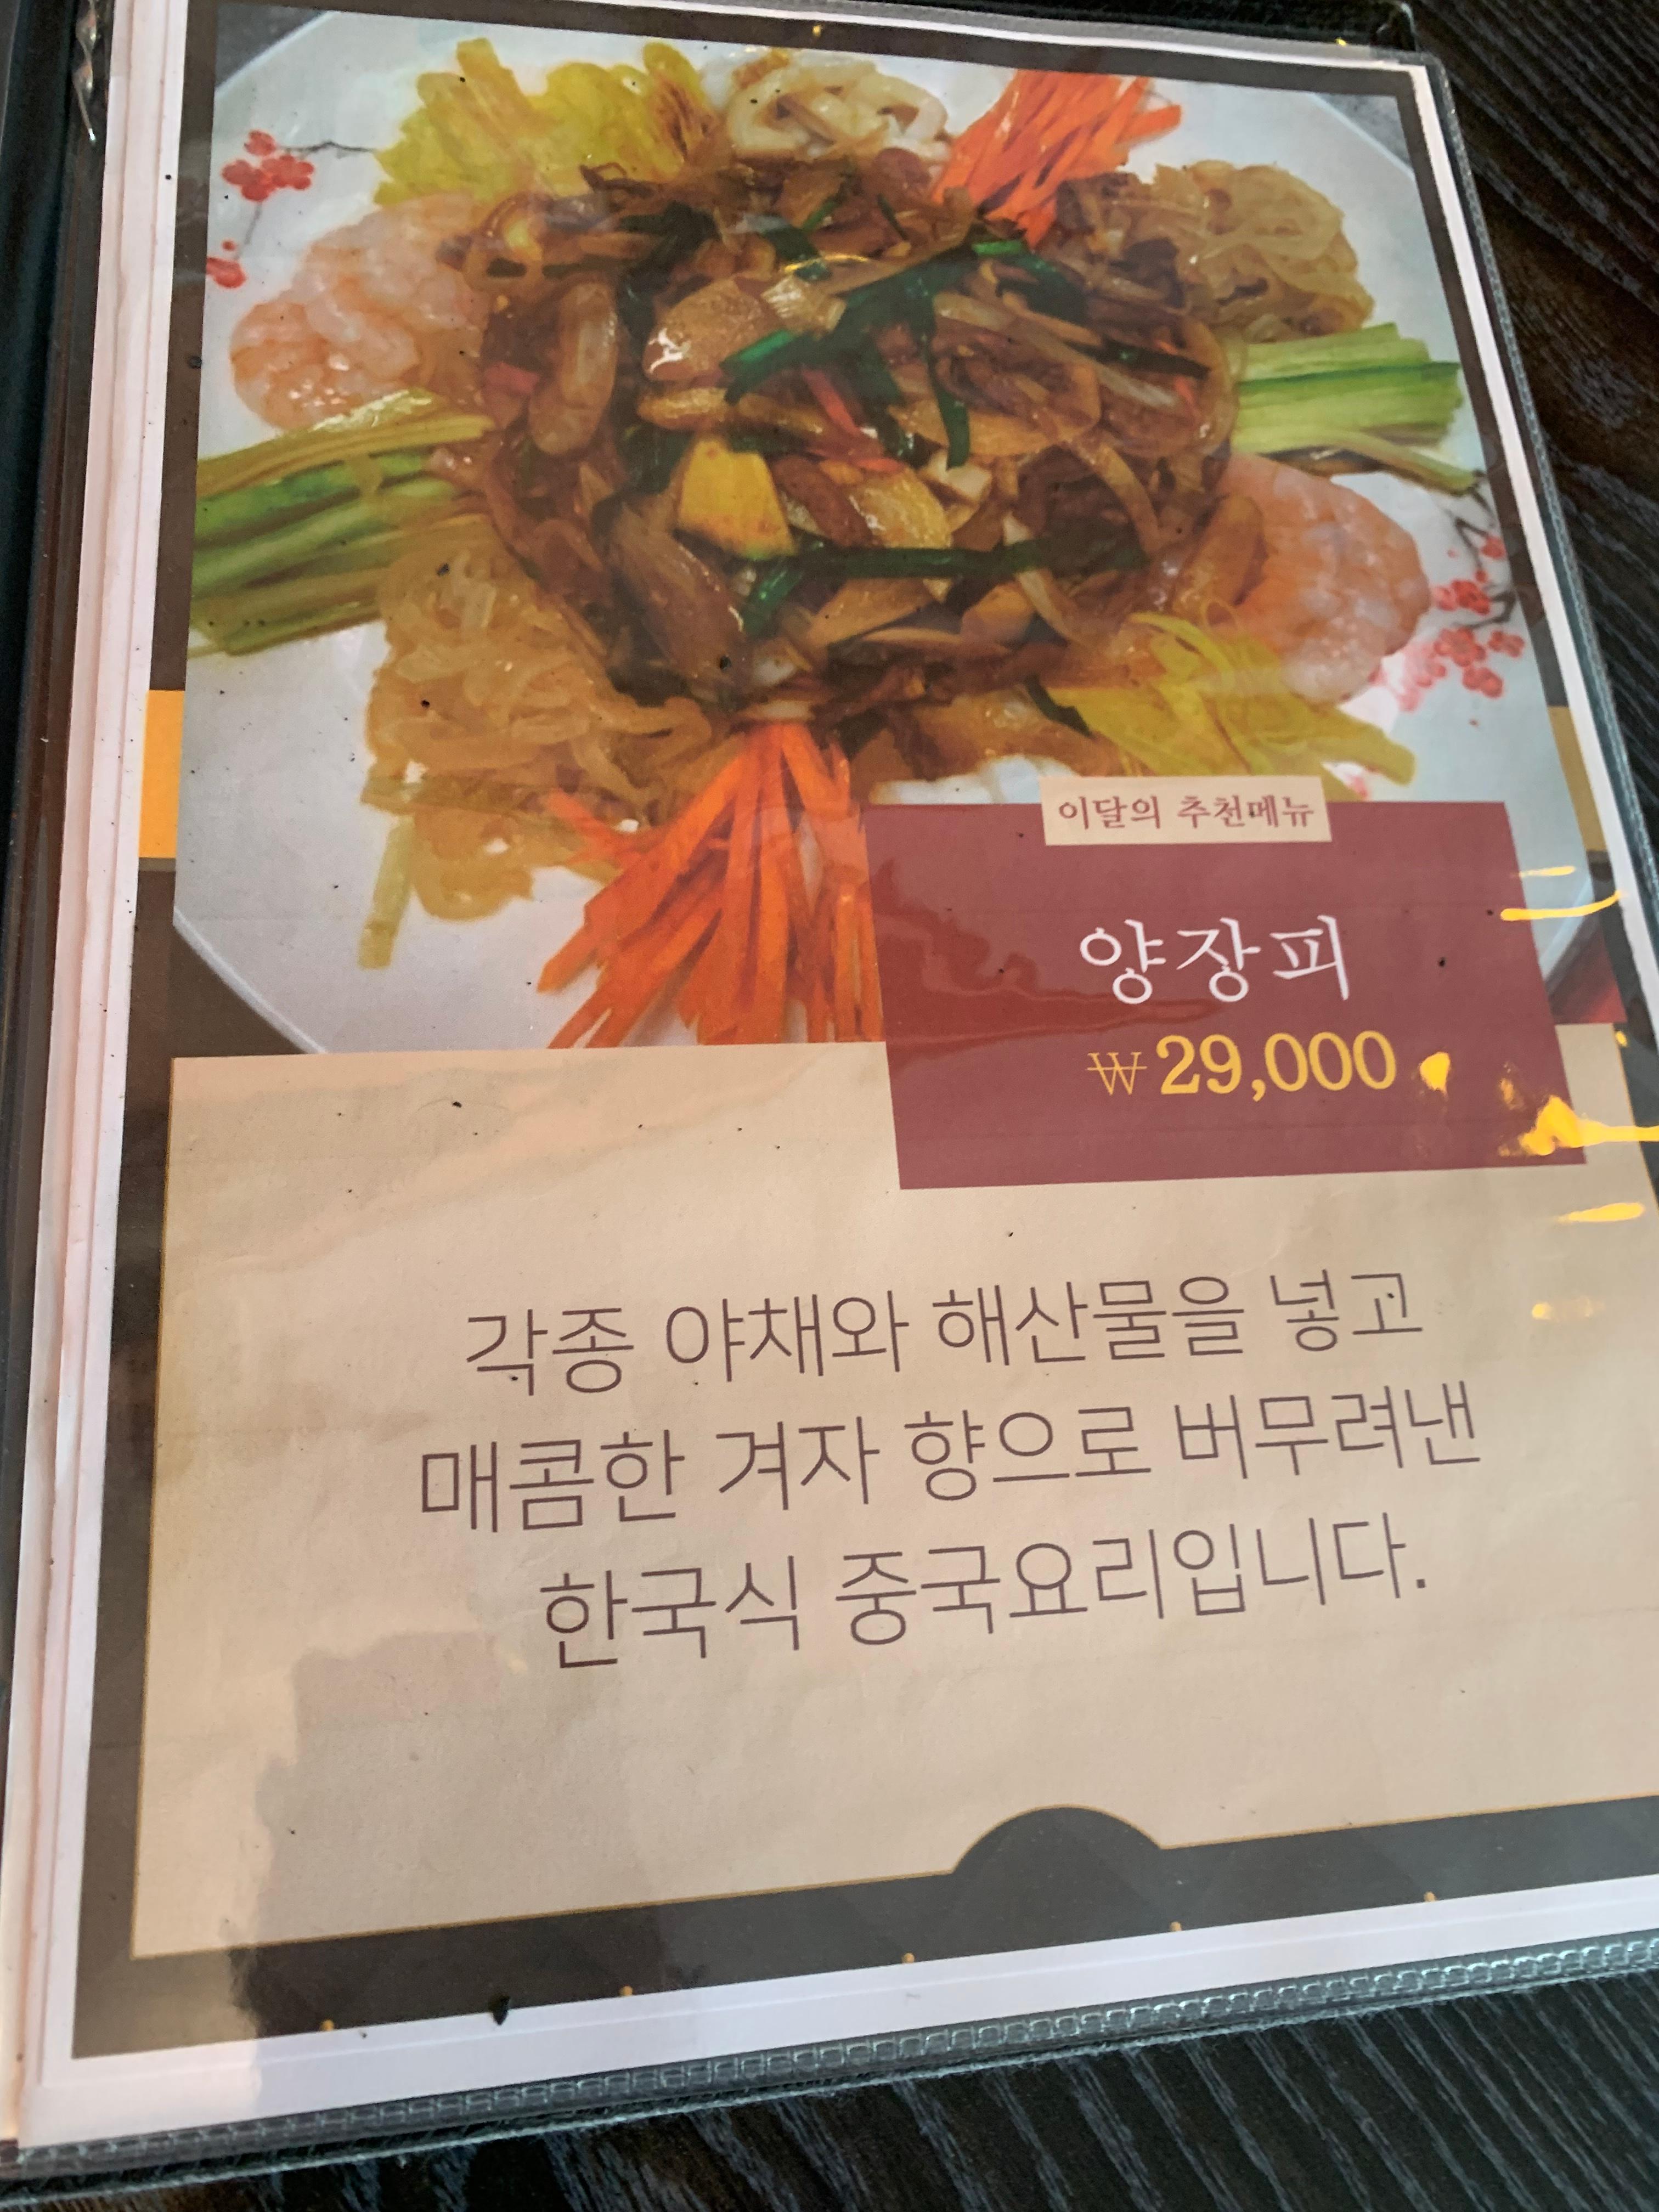 이달의 추천메뉴
양장피
₩29,000
각종 야채와 해산물을 넣고
매콤한 겨자 향으로 버무려낸
한국식 중국요리입니다.